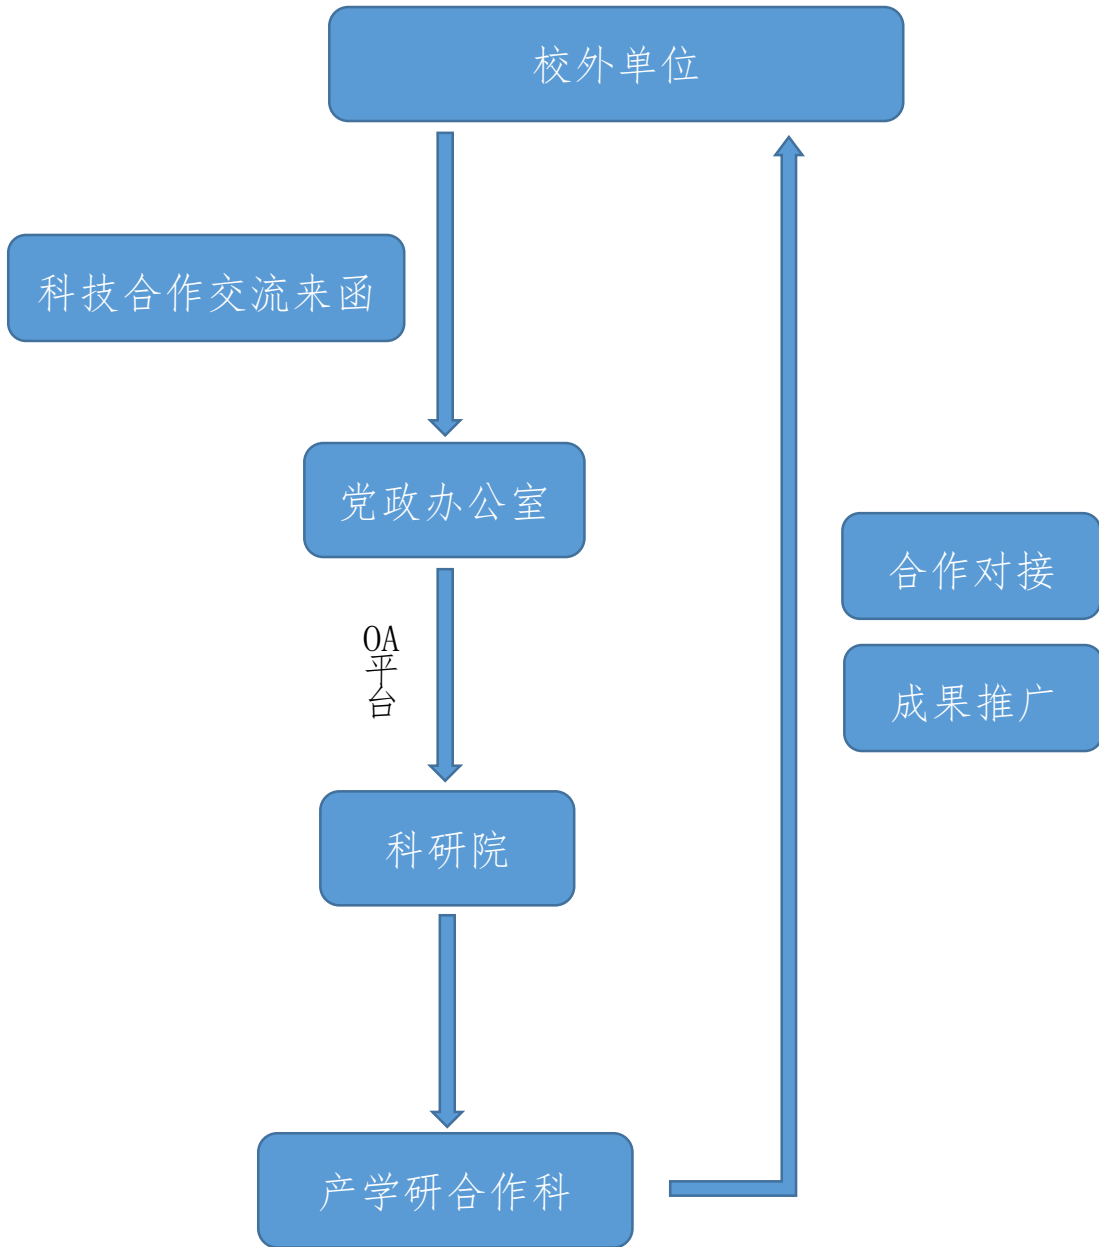 校外单位
科技合作交流来函
党政办公室
合作对接
OA
平
台
成果推广
科研院
产学研合作科